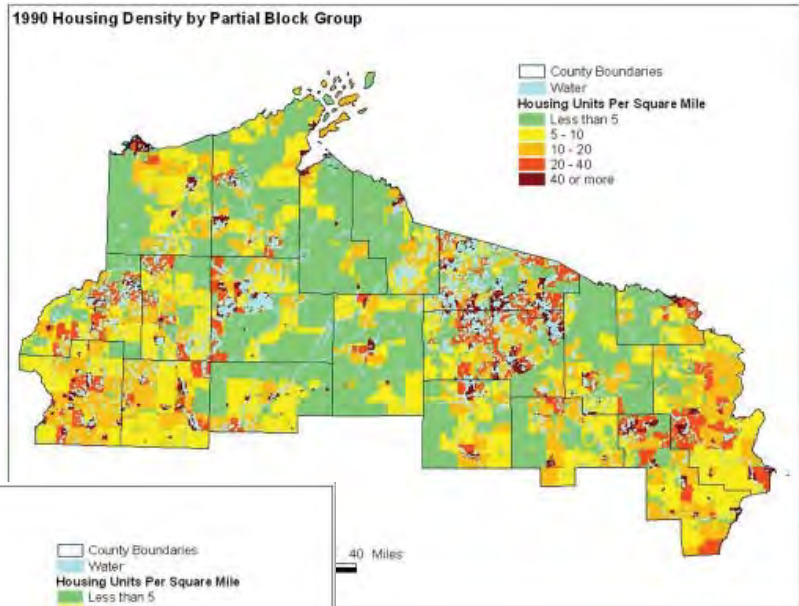 1990 Housing Density by Partial Block Group
County Boundaries
Water
Housing Units Per Square Mile
Less than 5
5 - 10
10 - 20
20 - 40
40 or more
40 Miles
County Boundaries
Water
Housing Units Per Square Mile
Less than 5